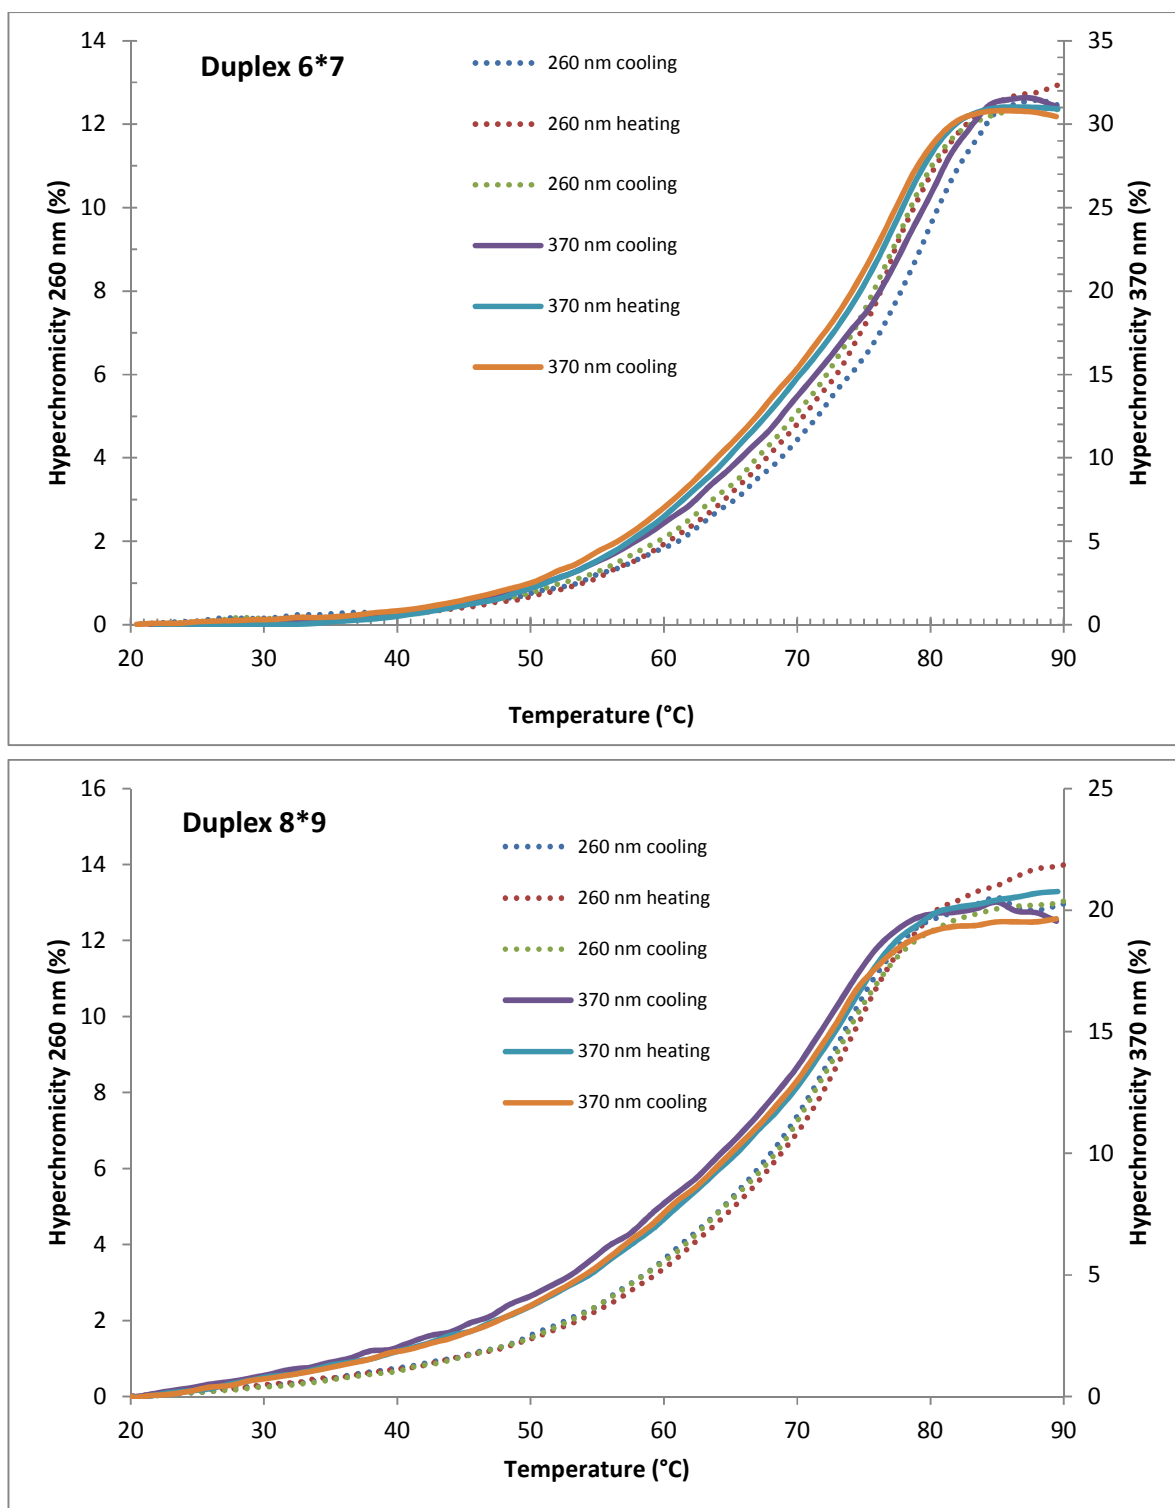 Duplex 6*7
260 nm cooling
260 nm heating
260 nm cooling
370 nm cooling
370 nm heating
370 nm cooling
Hyperchromicity 260 nm (%)
14
12
10
8
6
4
2
0
Hyperchromicity 370 nm (%)
35
30
25
20
15
10
5
0
20 30 40 50 60 70 80 90
Temperature (°C)
Duplex 8*9
260 nm cooling
260 nm heating
260 nm cooling
370 nm cooling
370 nm heating
370 nm cooling
Hyperchromicity 260 nm (%)
16
14
12
10
8
6
4
2
0
Hyperchromicity 370 nm (%)
25
20
15
10
5
0
20 30 40 50 60 70 80 90
Temperature (°C)